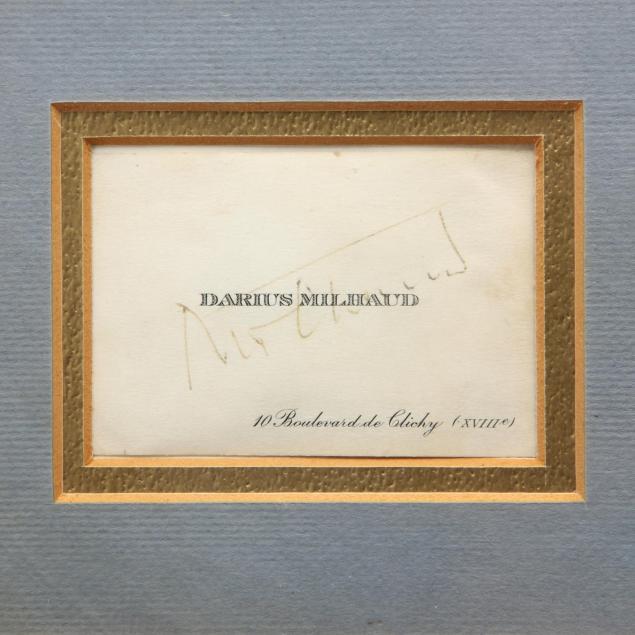 DARIUS MILHAUD
10 Boulevard de Clichy (XVIIIe)